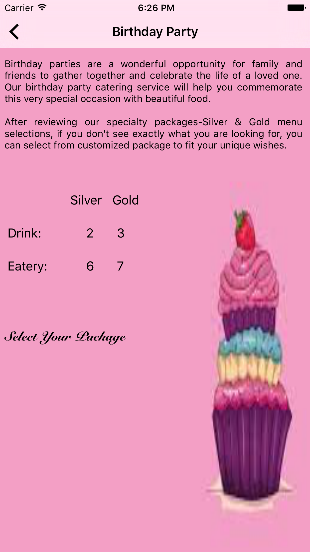 Carrier 6:26 PM
Birthday Party
Birthday parties are a wonderful opportunity for family and
friends to gather together and celebrate the life of a loved one.
Our birthday party catering service will help you commemorate
this very special occasion with beautiful food.
After reviewing our specialty packages-Silver & Gold menu
selections, if you don't see exactly what you are looking for, you
can select from customized package to fit your unique wishes.
Silver Gold
Drink: 2 3
Eatery: 6 7
Select Your Package